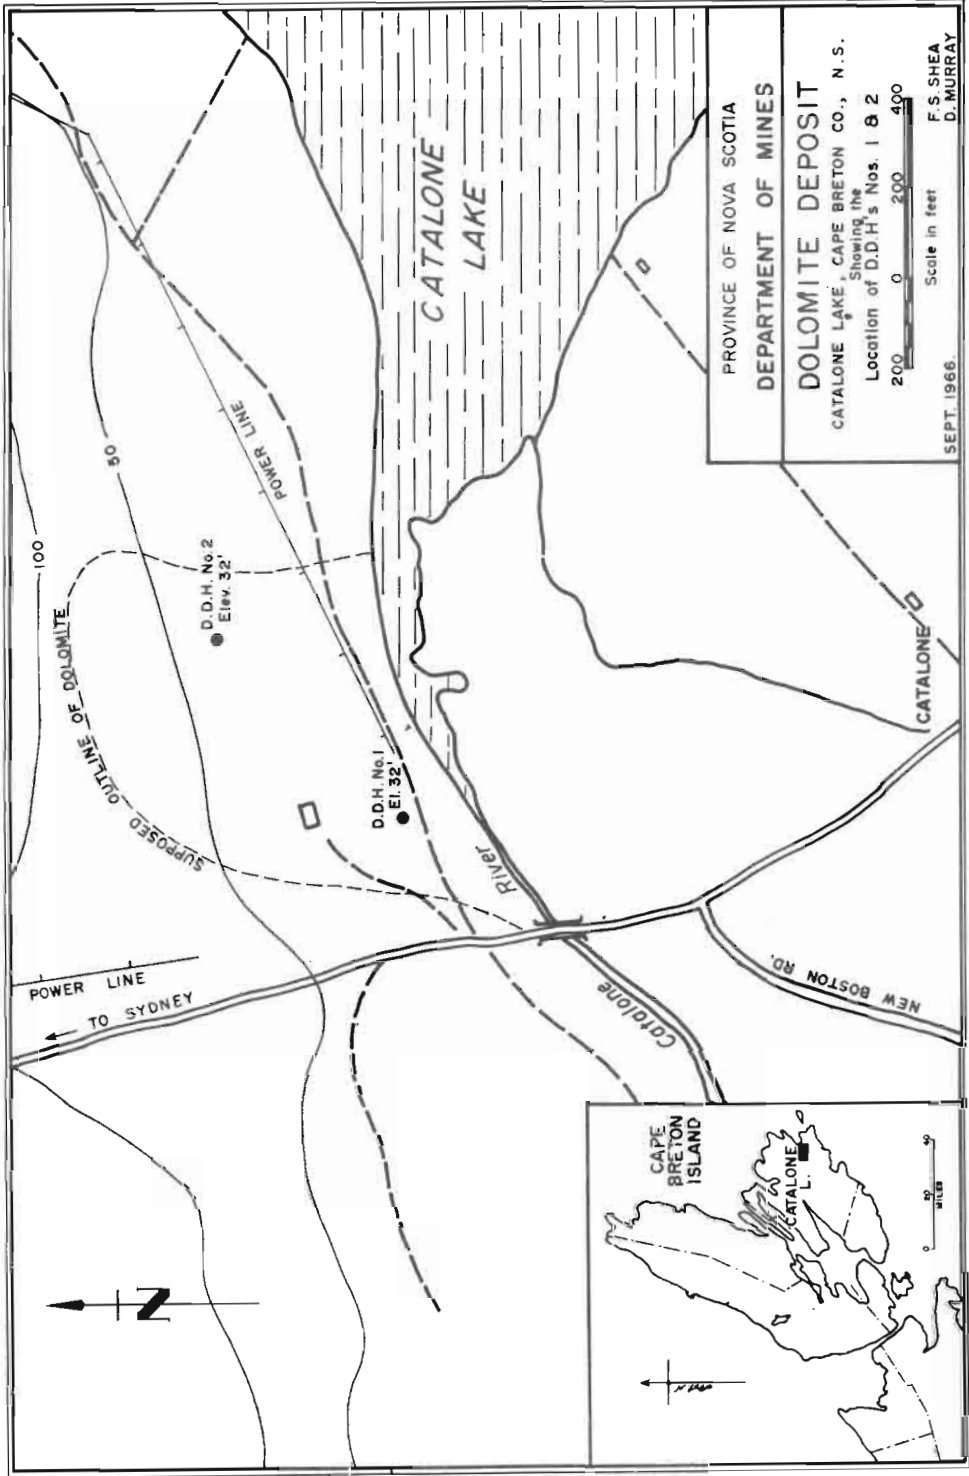 100
50
POWER LINE
TO SYDNEY
SUPPOSED OUTLINE OF DOLOMITE
D.D.H. No. 2
Elev. 32'
POWER LINE
D.D.H. No. 1
El. 32'
CATALONE
LAKE
River
Catalone
NEW BOSTON RD.
CATALONE
N
CAPE
BRETON
ISLAND
CATALONE
L.
0 20 40
MILES
PROVINCE OF NOVA SCOTIA
DEPARTMENT OF MINES
DOLOMITE DEPOSIT
CATALONE LAKE, CAPE BRETON CO., N.S.
Showing the
Location of D.D.H's Nos. 1 & 2
200 0 200 400
Scale in feet
SEPT. 1966.
F.S. SHEA
D. MURRAY